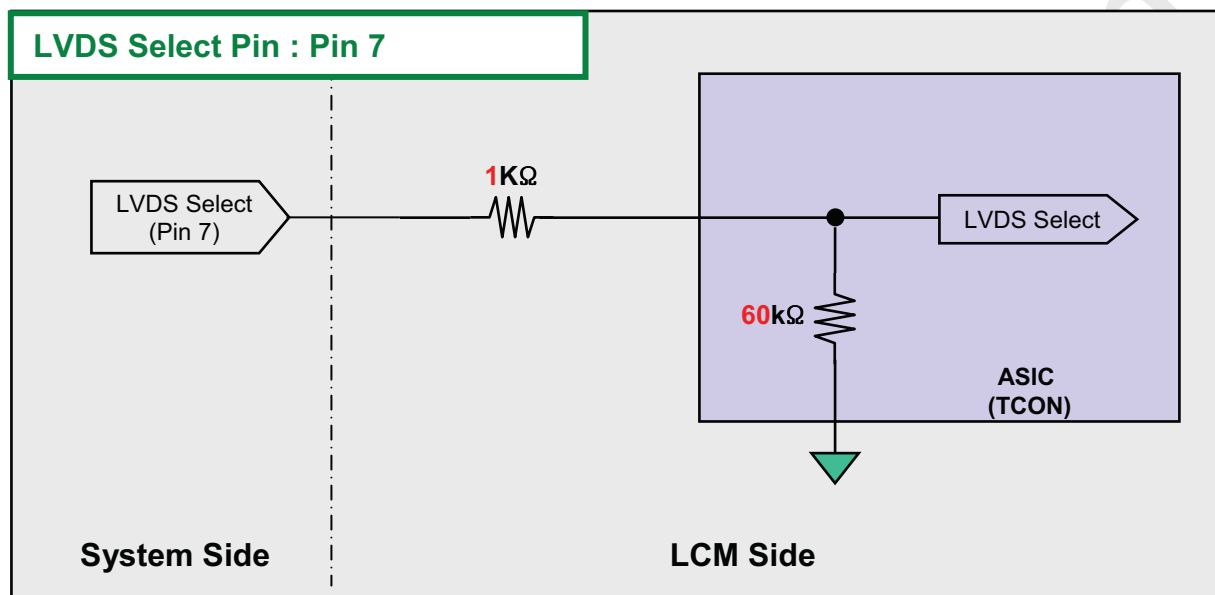 LVDS Select Pin : Pin 7
1KΩ
LVDS Select
(Pin 7)
LVDS Select
60kΩ
ASIC
(TCON)
System Side
LCM Side